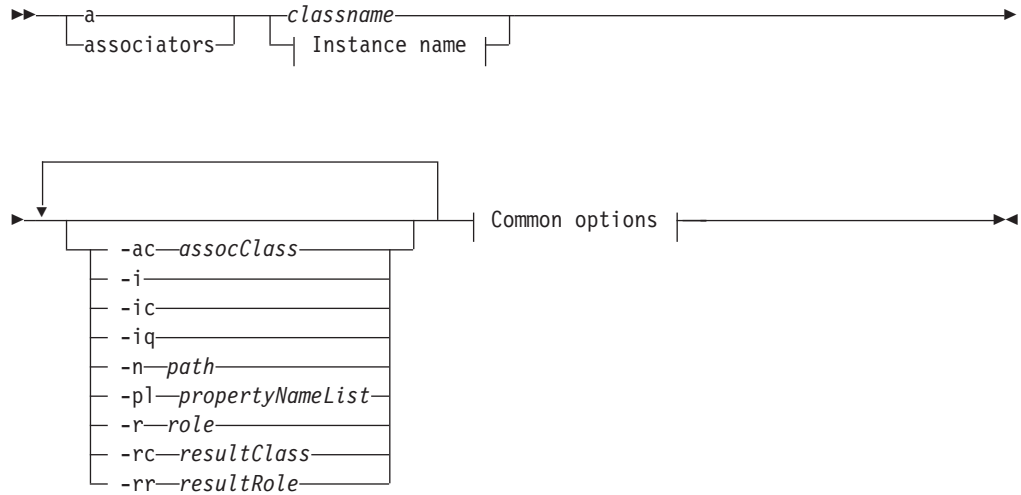 a classname
associators Instance name
Common options
-ac assocClass
-i
-ic
-iq
-n path
-pl propertyNameList
-r role
-rc resultClass
-rr resultRole